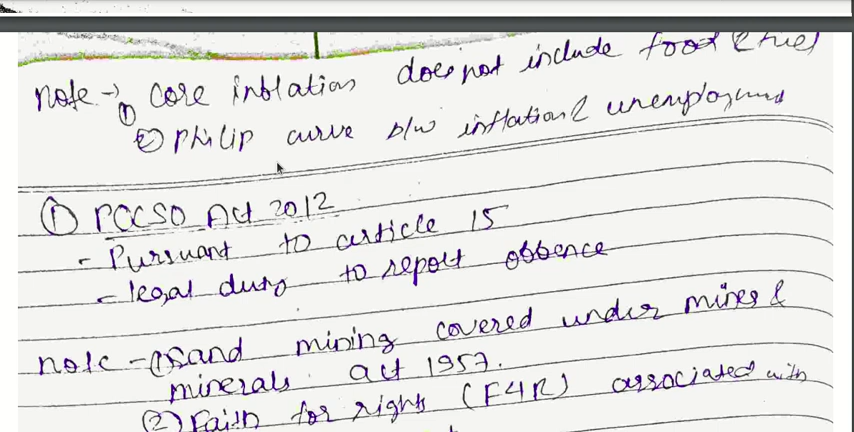 Note → ① Core inflation does not include food & fuel
② Philip curve b/w inflation & unemployment
① POCSO Act 2012
- Pursuant to article 15
- legal duty to report offence
Note - ① Sand mining covered under mines &
minerals act 1957.
② Faith for rights (F4R) associated with